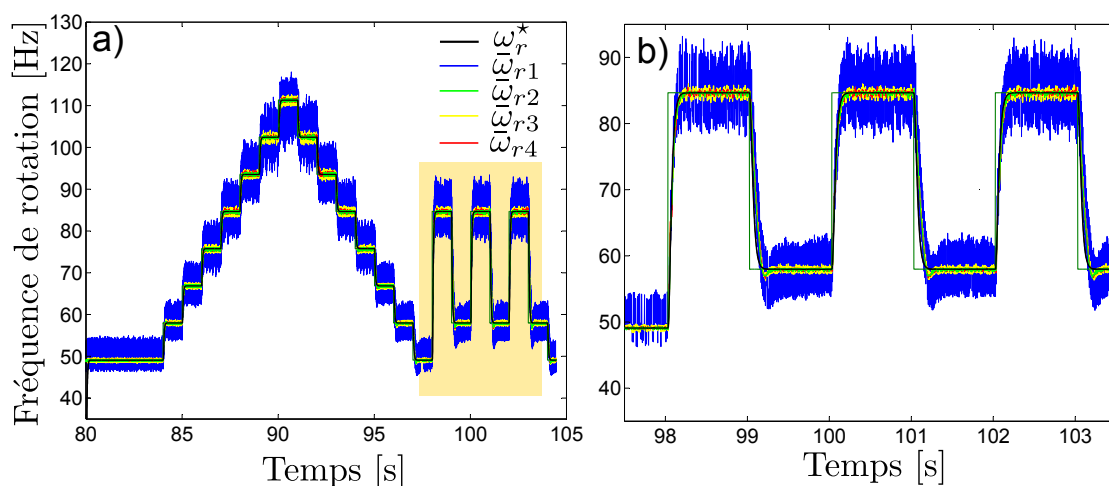 a)
Fréquence de rotation [Hz]
130
120
110
100
90
80
70
60
50
40
80
85
90
95
100
105
Temps [s]
ω_r^⋆
ω̄_{r1}
ω̄_{r2}
ω̄_{r3}
ω̄_{r4}
b)
90
80
70
60
50
40
98
99
100
101
102
103
Temps [s]